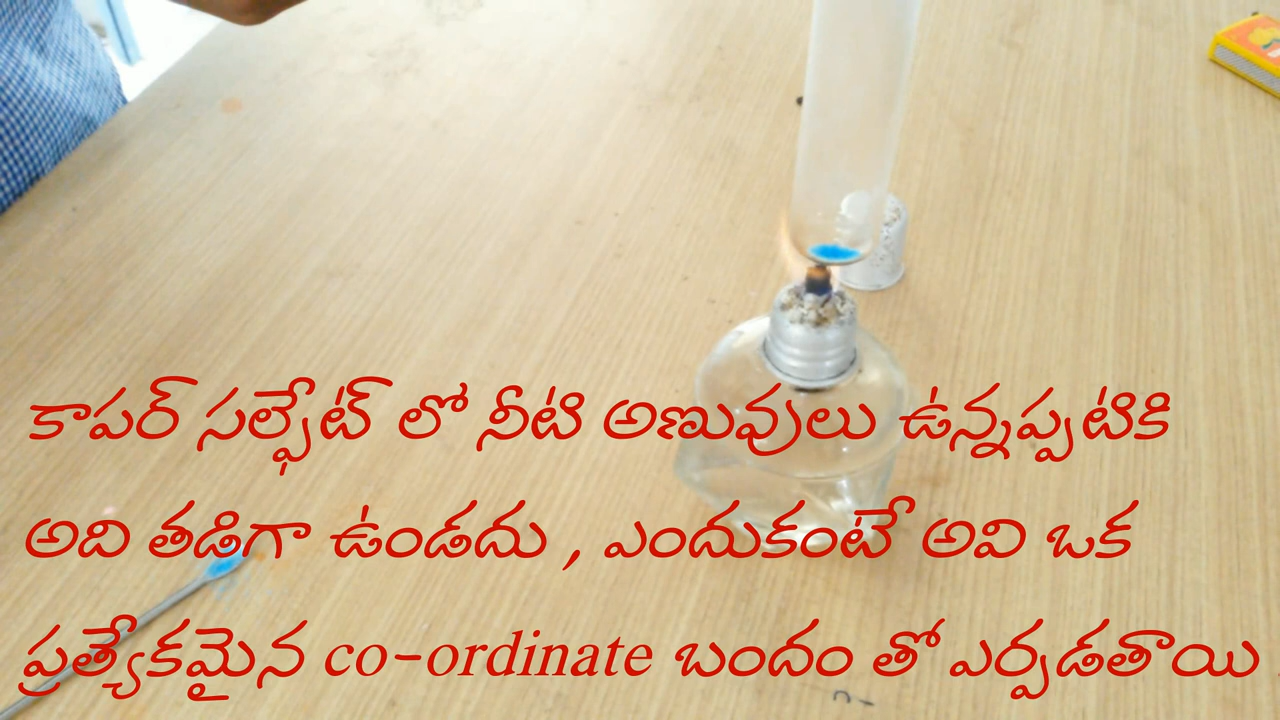 కాపర్ సల్ఫేట్ లో నీటి అణువులు ఉన్నప్పటికి
అది తడిగా ఉండదు , ఎందుకంటే అవి ఒక
ప్రత్యేకమైన co-ordinate బందం తో ఎర్పడతాయి .